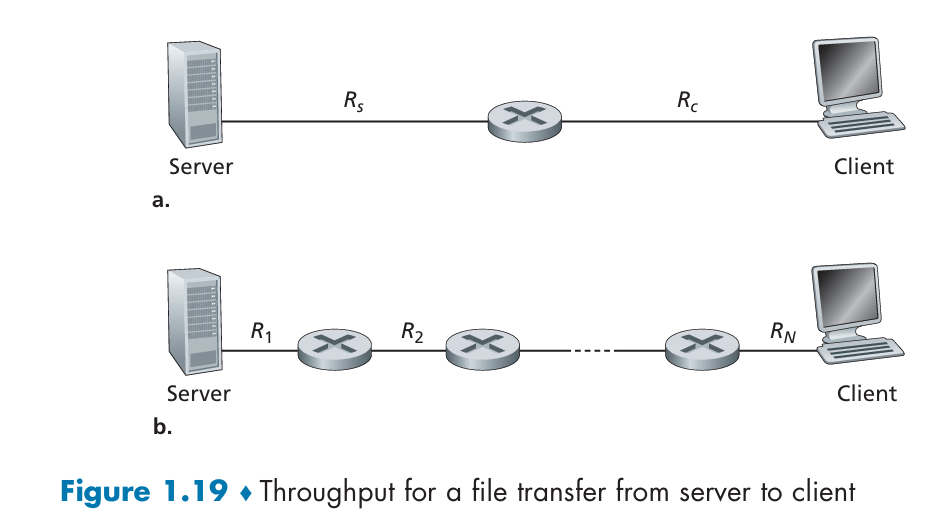 Rs Rc
Server Client
a.
R1 R2 RN
Server Client
b.
Figure 1.19 ♦ Throughput for a file transfer from server to client